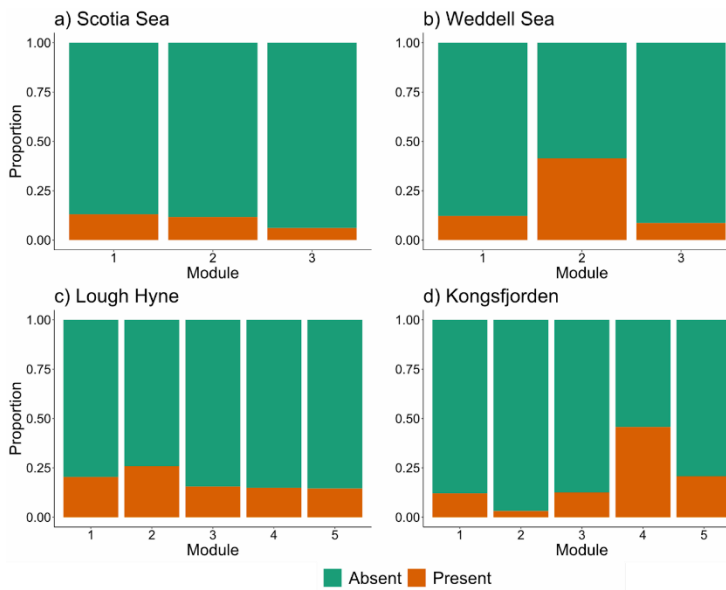 a) Scotia Sea
b) Weddell Sea
1.00
0.75
0.50
0.25
0.00
Proportion
1 2 3
Module
1.00
0.75
0.50
0.25
0.00
1 2 3
Module
c) Lough Hyne
d) Kongsfjorden
1.00
0.75
0.50
0.25
0.00
Proportion
1 2 3 4 5
Module
1.00
0.75
0.50
0.25
0.00
1 2 3 4 5
Module
Absent Present